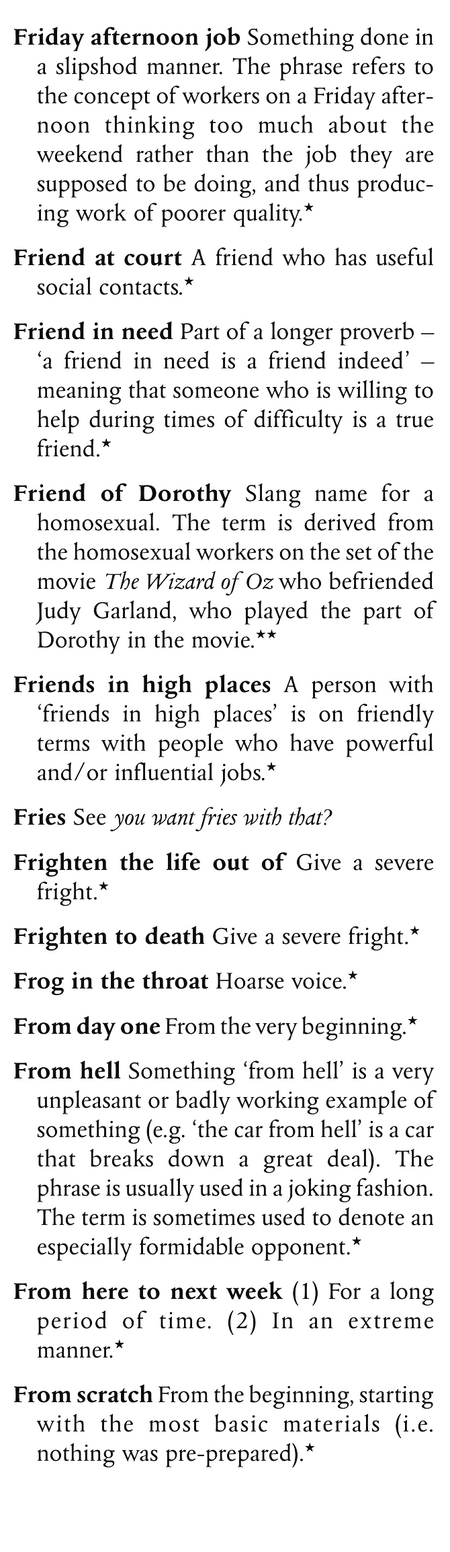 Friday afternoon job Something done in
a slipshod manner. The phrase refers to
the concept of workers on a Friday after-
noon thinking too much about the
weekend rather than the job they are
supposed to be doing, and thus produc-
ing work of poorer quality.★
Friend at court A friend who has useful
social contacts.★
Friend in need Part of a longer proverb –
‘a friend in need is a friend indeed’ –
meaning that someone who is willing to
help during times of difficulty is a true
friend.★
Friend of Dorothy Slang name for a
homosexual. The term is derived from
the homosexual workers on the set of the
movie The Wizard of Oz who befriended
Judy Garland, who played the part of
Dorothy in the movie.★★
Friends in high places A person with
‘friends in high places’ is on friendly
terms with people who have powerful
and/or influential jobs.★
Fries See you want fries with that?
Frighten the life out of Give a severe
fright.★
Frighten to death Give a severe fright.★
Frog in the throat Hoarse voice.★
From day one From the very beginning.★
From hell Something ‘from hell’ is a very
unpleasant or badly working example of
something (e.g. ‘the car from hell’ is a car
that breaks down a great deal). The
phrase is usually used in a joking fashion.
The term is sometimes used to denote an
especially formidable opponent.★
From here to next week (1) For a long
period of time. (2) In an extreme
manner.★
From scratch From the beginning, starting
with the most basic materials (i.e.
nothing was pre-prepared).★